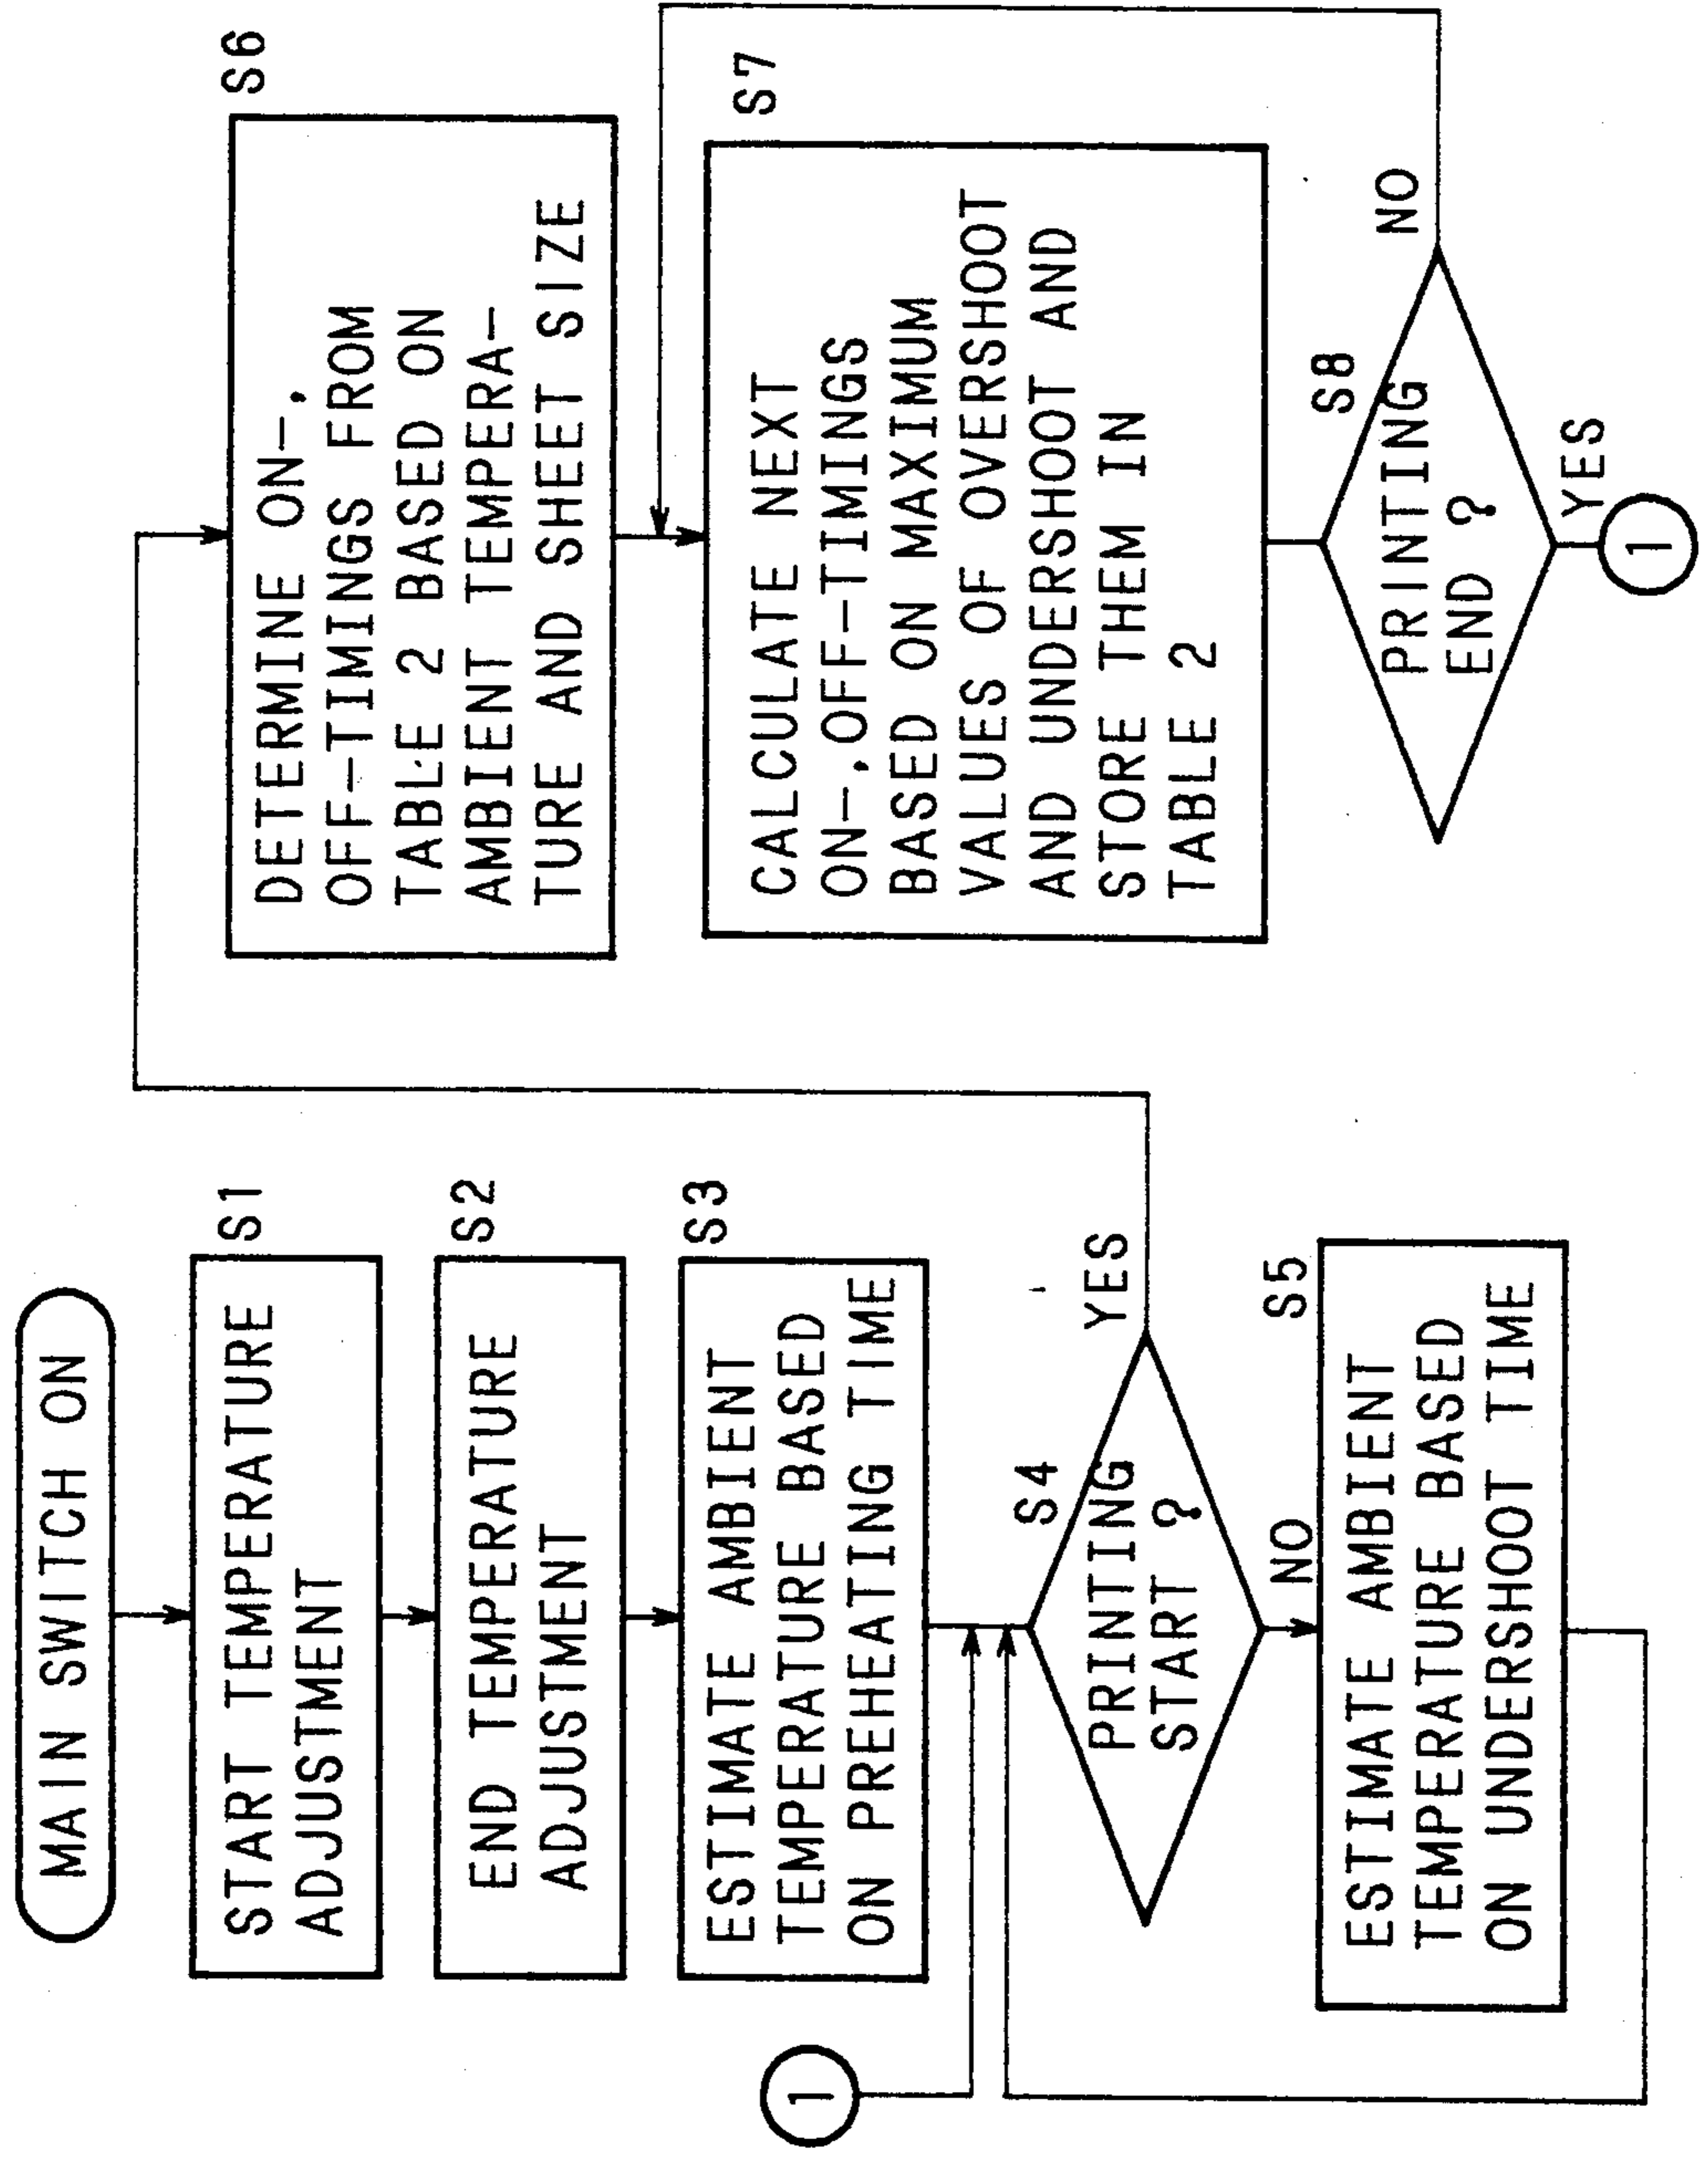 MAIN SWITCH ON
S1
START TEMPERATURE
ADJUSTMENT
S2
END TEMPERATURE
ADJUSTMENT
S3
ESTIMATE AMBIENT
TEMPERATURE BASED
ON PREHEATING TIME
1
S4
PRINTING
START ?
YES
NO
S5
ESTIMATE AMBIENT
TEMPERATURE BASED
ON UNDERSHOOT TIME
S6
DETERMINE ON-,
OFF-TIMINGS FROM
TABLE 2 BASED ON
AMBIENT TEMPERA-
TURE AND SHEET SIZE
S7
CALCULATE NEXT
ON-,OFF-TIMINGS
BASED ON MAXIMUM
VALUES OF OVERSHOOT
AND UNDERSHOOT AND
STORE THEM IN
TABLE 2
S8
PRINTING
END ?
NO
YES
1